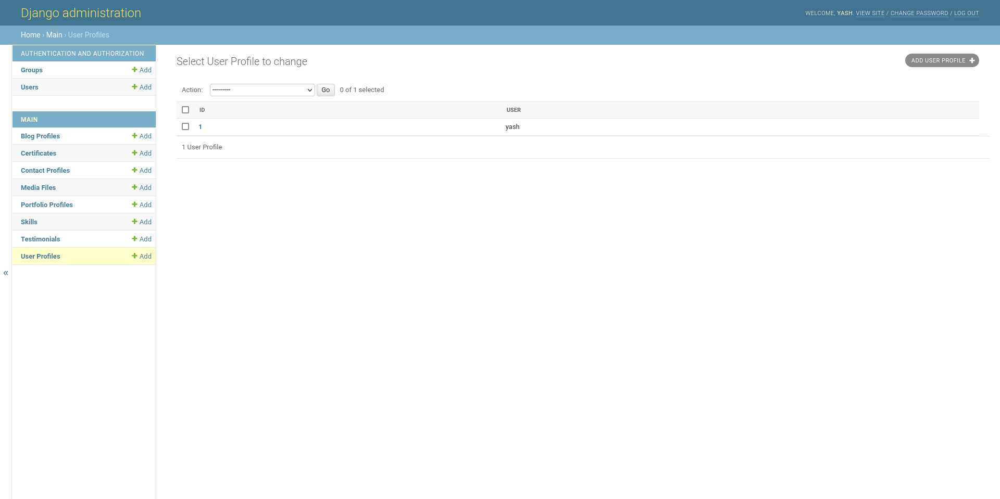 Django administration
WELCOME, YASH. VIEW SITE / CHANGE PASSWORD / LOG OUT
Home › Main › User Profiles
AUTHENTICATION AND AUTHORIZATION
Groups + Add
Users + Add
MAIN
Blog Profiles + Add
Certificates + Add
Contact Profiles + Add
Media Files + Add
Portfolio Profiles + Add
Skills + Add
Testimonials + Add
User Profiles + Add
«
Select User Profile to change
ADD USER PROFILE +
Action: --------- Go 0 of 1 selected
ID USER
1 yash
1 User Profile